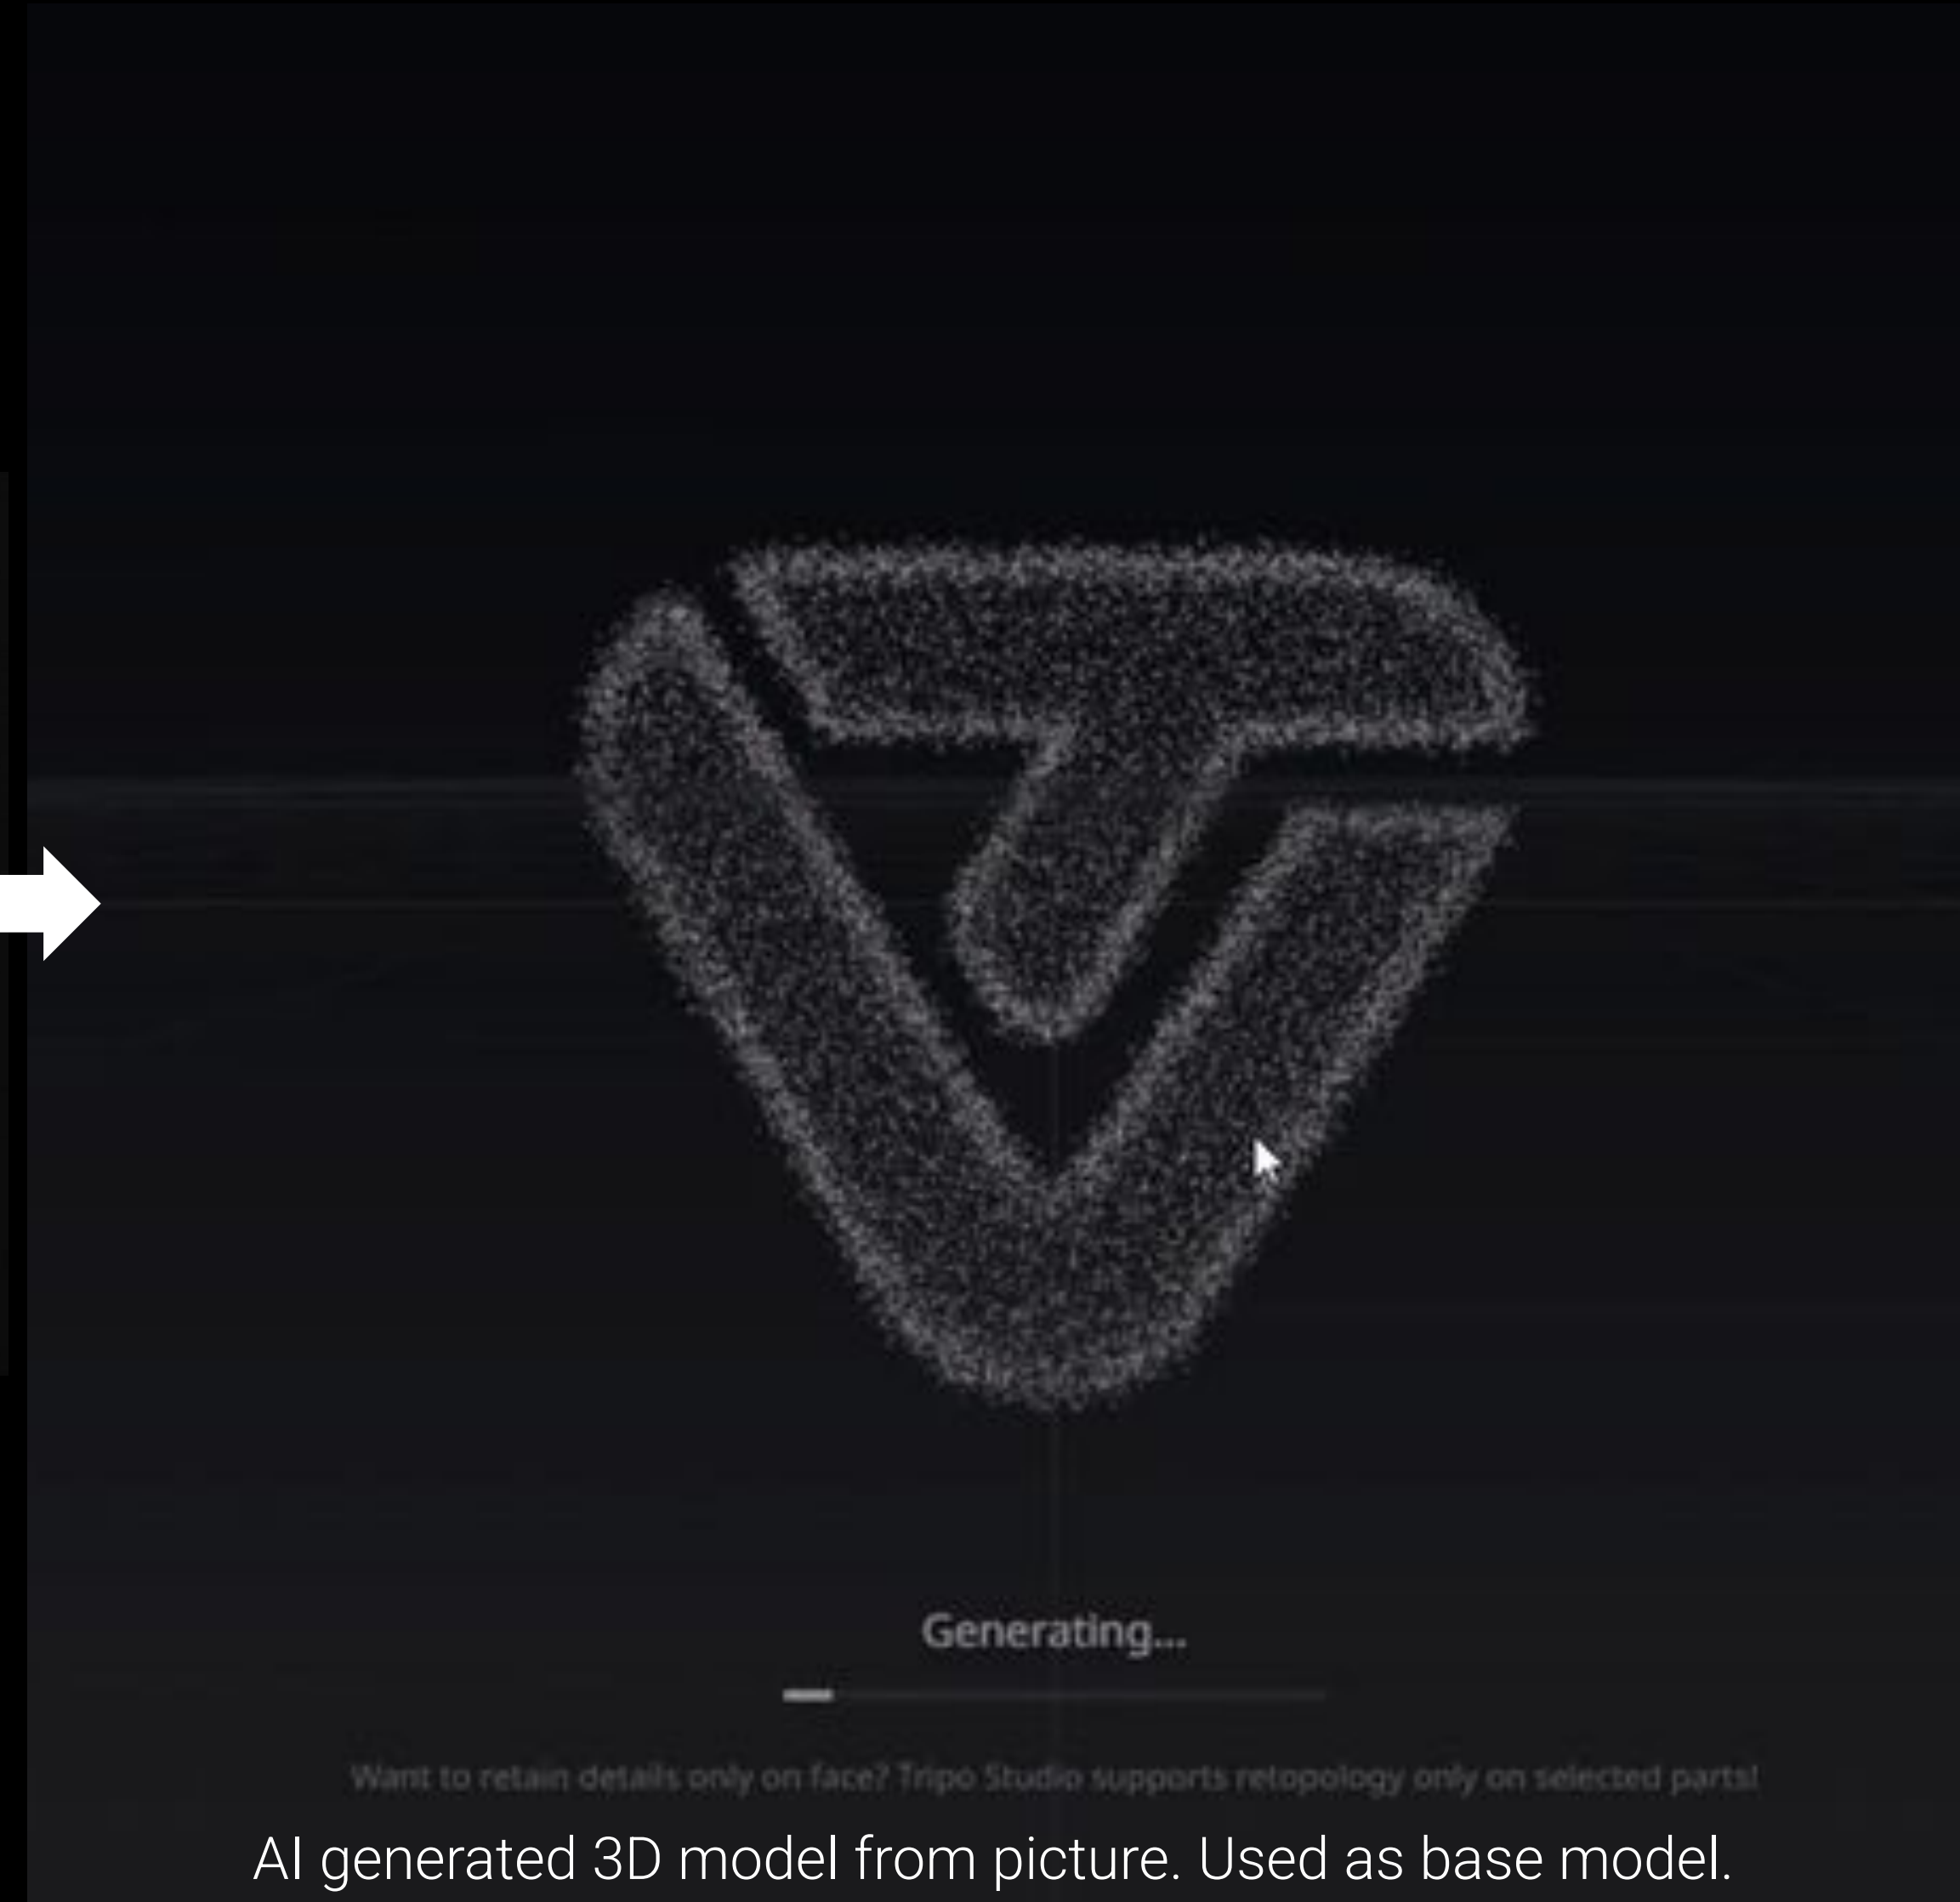 Generating...
Want to retain details only on face? Tripo Studio supports retopology only on selected parts!
AI generated 3D model from picture. Used as base model.